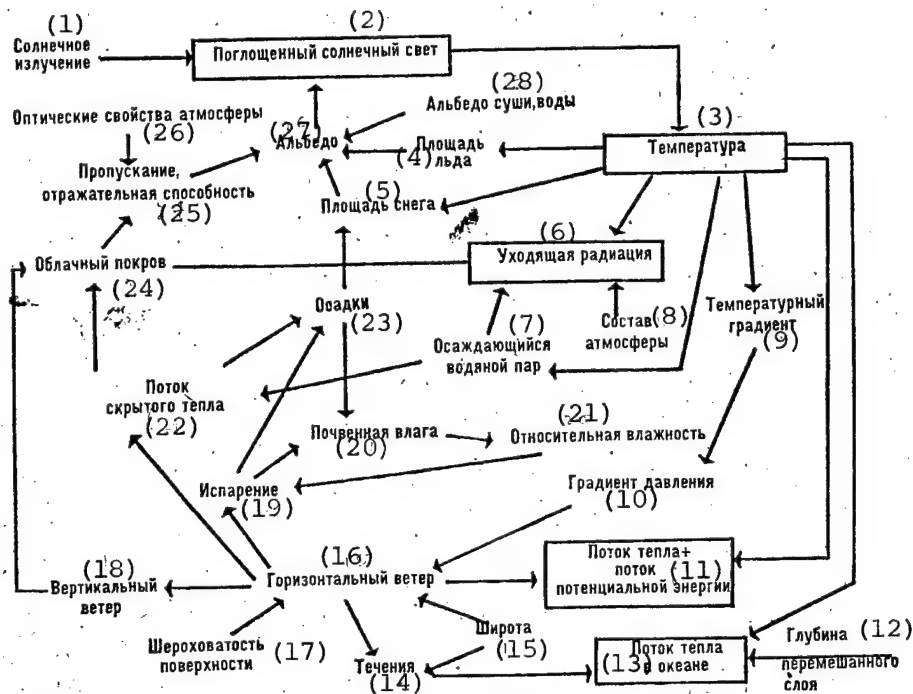 (1)
Солнечное
излучение
(2)
Поглощенный солнечный свет
(28)
Альбедо суши,воды
Оптические свойства атмосферы
(26)
(27)
Альбедо
(4)
Площадь
льда
(3)
Температура
Пропускание,
отражательная способность
(25)
(5)
Площадь снега
(6)
Уходящая радиация
Облачный покров
(24)
Осадки
(23)
(7)
Осаждающийся
водяной пар
Состав (8)
атмосферы
Температурный
градиент
(9)
Поток
скрытого тепла
(22)
(21)
Относительная влажность
Почвенная влага
(20)
Испарение
(19)
Градиент давления
(10)
(16)
Горизонтальный ветер
Поток тепла+
поток (11)
потенциальной энергии
(18)
Вертикальный
ветер
Шероховатость
поверхности (17)
Широта
(15)
Течения
(14)
(13) Поток тепла
в океане
Глубина (12)
перемешанного
слоя